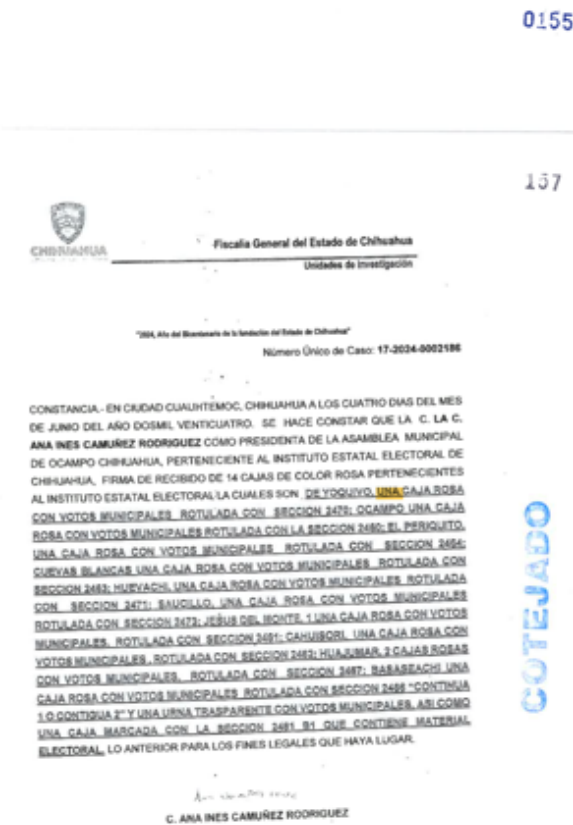 0155
157
CHIHUAHUA
Fiscalía General del Estado de Chihuahua
Unidades de Investigación
"2024, Año del Bicentenario de la fundación del Estado de Chihuahua"
Número Único de Caso: 17-2024-0002186
CONSTANCIA.- EN CIUDAD CUAUHTEMOC, CHIHUAHUA A LOS CUATRO DIAS DEL MES
DE JUNIO DEL AÑO DOSMIL VENTICUATRO. SE HACE CONSTAR QUE LA C. LA C.
ANA INES CAMUÑEZ RODRIGUEZ COMO PRESIDENTA DE LA ASAMBLEA MUNICIPAL
DE OCAMPO CHIHUAHUA, PERTENECIENTE AL INSTITUTO ESTATAL ELECTORAL DE
CHIHUAHUA, FIRMA DE RECIBIDO DE 14 CAJAS DE COLOR ROSA PERTENECIENTES
AL INSTITUTO ESTATAL ELECTORAL LA CUALES SON DE YOQUIVO, UNA CAJA ROSA
CON VOTOS MUNICIPALES ROTULADA CON SECCION 2470; OCAMPO UNA CAJA
ROSA CON VOTOS MUNICIPALES ROTULADA CON LA SECCION 2460; EL PERIQUITO,
UNA CAJA ROSA CON VOTOS MUNICIPALES ROTULADA CON SECCION 2464;
CUEVAS BLANCAS UNA CAJA ROSA CON VOTOS MUNICIPALES ROTULADA CON
SECCION 2463; HUEVACHI, UNA CAJA ROSA CON VOTOS MUNICIPALES ROTULADA
CON SECCION 2471; SAUCILLO, UNA CAJA ROSA CON VOTOS MUNICIPALES
ROTULADA CON SECCION 2473; JESUS DEL MONTE, 1 UNA CAJA ROSA CON VOTOS
MUNICIPALES, ROTULADA CON SECCION 2461; CAHUISORI, UNA CAJA ROSA CON
VOTOS MUNICIPALES, ROTULADA CON SECCION 2462; HUAJUMAR, 2 CAJAS ROSAS
CON VOTOS MUNICIPALES, ROTULADA CON SECCION 2467; BASASEACHI UNA
CAJA ROSA CON VOTOS MUNICIPALES ROTULADA CON SECCION 2466 "CONTINUA
1 O CONTIGUA 2" Y UNA URNA TRASPARENTE CON VOTOS MUNICIPALES, ASI COMO
UNA CAJA MARCADA CON LA SECCION 2461 B1 QUE CONTIENE MATERIAL
ELECTORAL, LO ANTERIOR PARA LOS FINES LEGALES QUE HAYA LUGAR.
C. ANA INES CAMUÑEZ RODRIGUEZ
COTEJADO